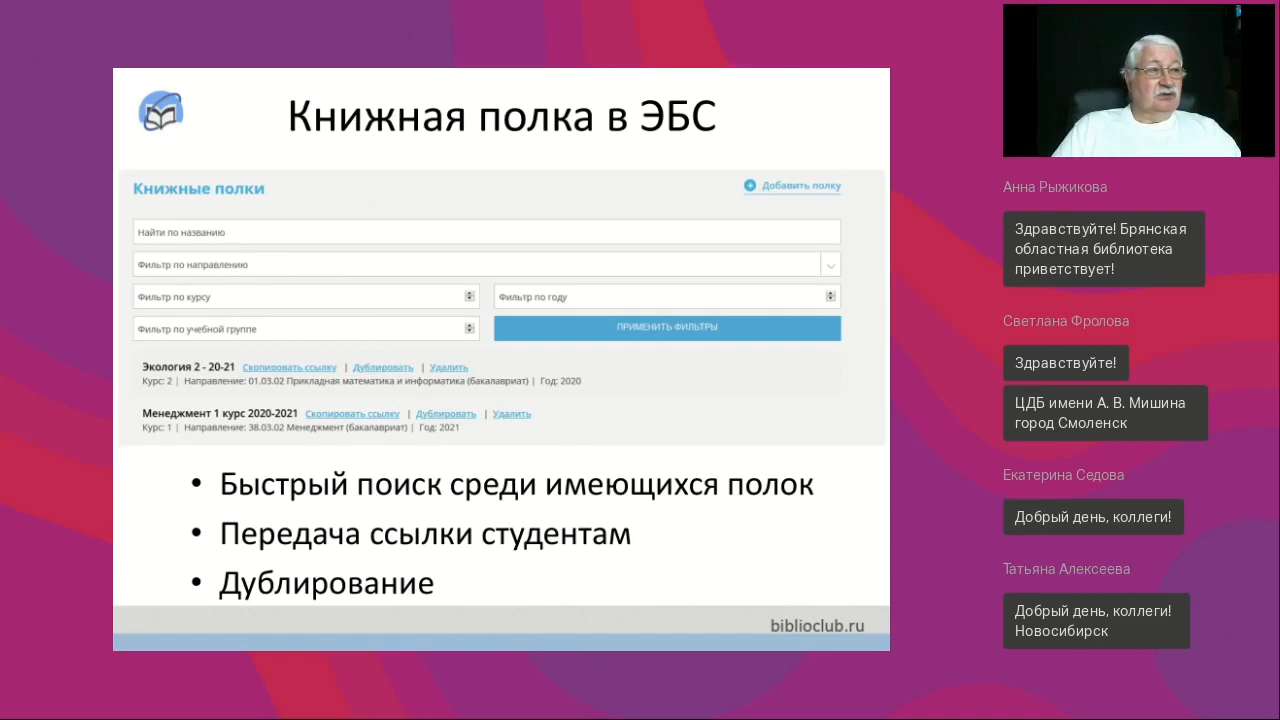 Книжная полка в ЭБС
Книжные полки
Добавить полку
Найти по названию
Фильтр по направлению
Фильтр по курсу
Фильтр по году
Фильтр по учебной группе
ПРИМЕНИТЬ ФИЛЬТРЫ
Экология 2 - 20-21 Скопировать ссылку | Дублировать | Удалить
Курс: 2 | Направление: 01.03.02 Прикладная математика и информатика (бакалавриат) | Год: 2020
Менеджмент 1 курс 2020-2021 Скопировать ссылку | Дублировать | Удалить
Курс: 1 | Направление: 38.03.02 Менеджмент (бакалавриат) | Год: 2021
• Быстрый поиск среди имеющихся полок
• Передача ссылки студентам
• Дублирование
biblioclub.ru
Анна Рыжикова
Здравствуйте! Брянская
областная библиотека
приветствует!
Светлана Фролова
Здравствуйте!
ЦДБ имени А. В. Мишина
город Смоленск
Екатерина Седова
Добрый день, коллеги!
Татьяна Алексеева
Добрый день, коллеги!
Новосибирск